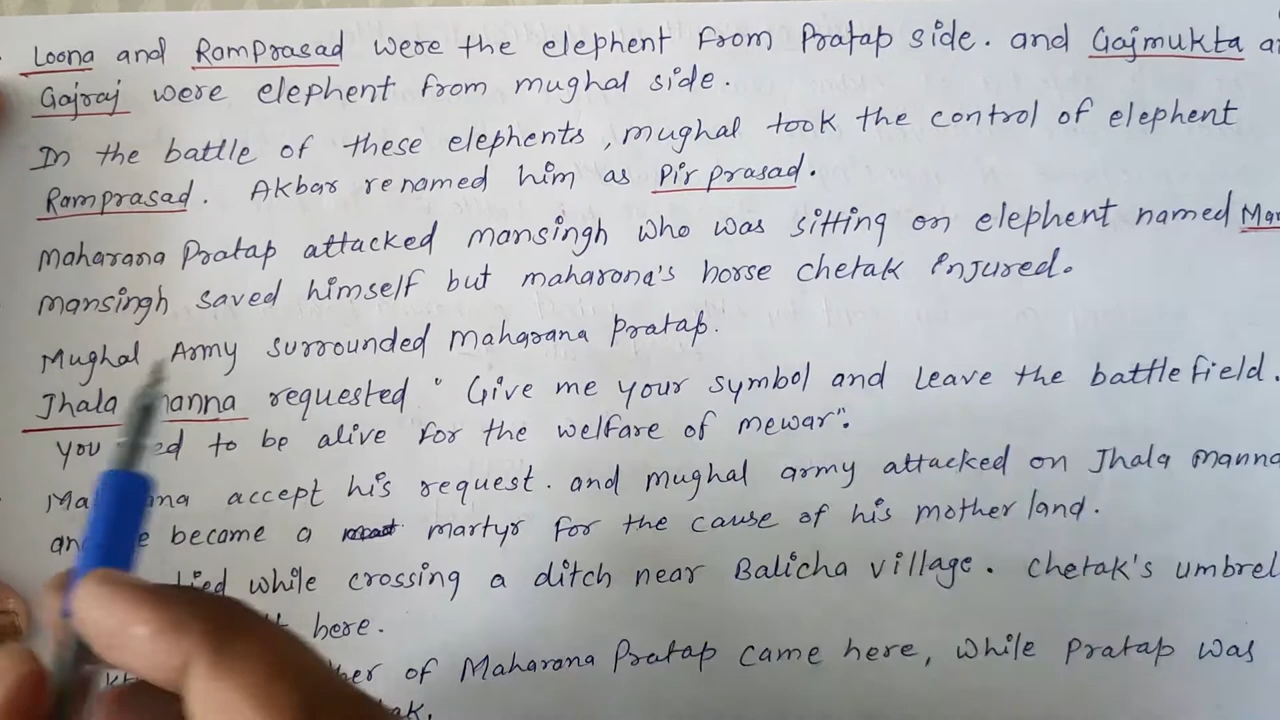 Loona and Ramprasad were the elephent from Pratap side. and Gajmukta
Gajraj were elephent from mughal side.
In the battle of these elephents, mughal took the control of elephent
Ramprasad. Akbar renamed him as Pir prasad.
Maharana Pratap attacked mansingh who was sitting on elephent named
mansingh saved himself but maharana's horse chetak injured.
Mughal Army surrounded Maharana Pratap.
Jhala requested " Give me your symbol and leave the battle field.
you to be alive for the welfare of mewar".
accept his request. and mughal army attacked on Jhala manna
became a martyr for the cause of his mother land.
while crossing a ditch near Balicha village. Chetak's
here.
of Maharana Pratap came here, while Pratap was